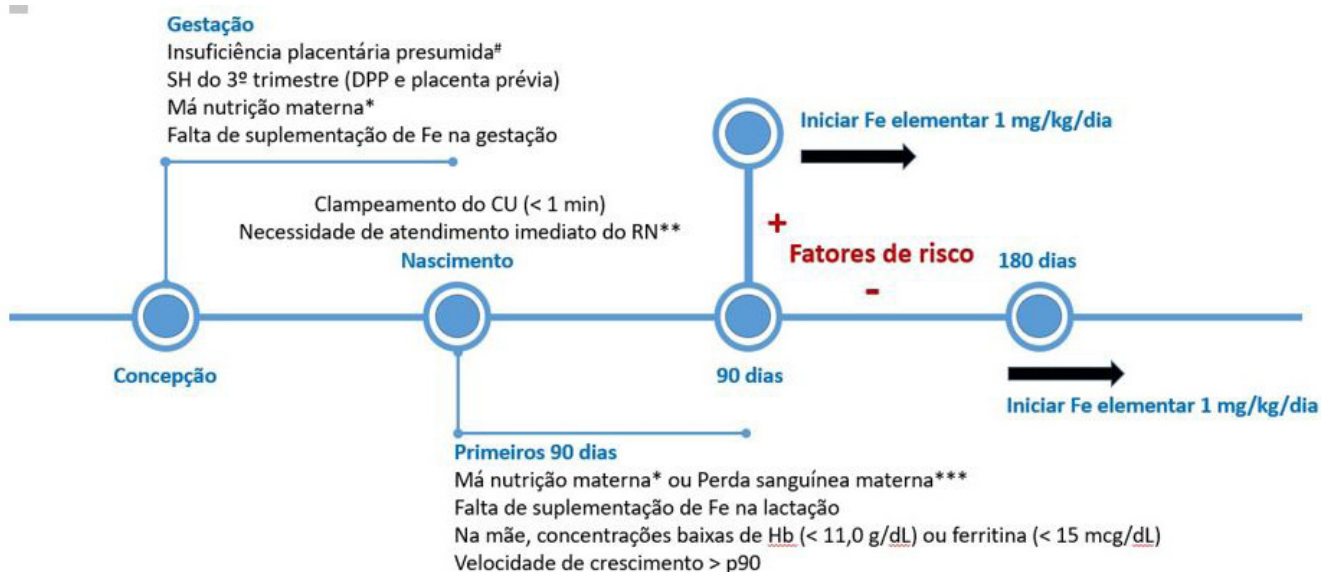 Gestação
Insuficiência placentária presumida#
SH do 3º trimestre (DPP e placenta prévia)
Má nutrição materna*
Falta de suplementação de Fe na gestação
Iniciar Fe elementar 1 mg/kg/dia
Clampeamento do CU (< 1 min)
Necessidade de atendimento imediato do RN**
Nascimento
+
Fatores de risco
-
180 dias
Concepção
90 dias
Iniciar Fe elementar 1 mg/kg/dia
Primeiros 90 dias
Má nutrição materna* ou Perda sanguínea materna***
Falta de suplementação de Fe na lactação
Na mãe, concentrações baixas de Hb (< 11,0 g/dL) ou ferritina (< 15 mcg/dL)
Velocidade de crescimento > p90